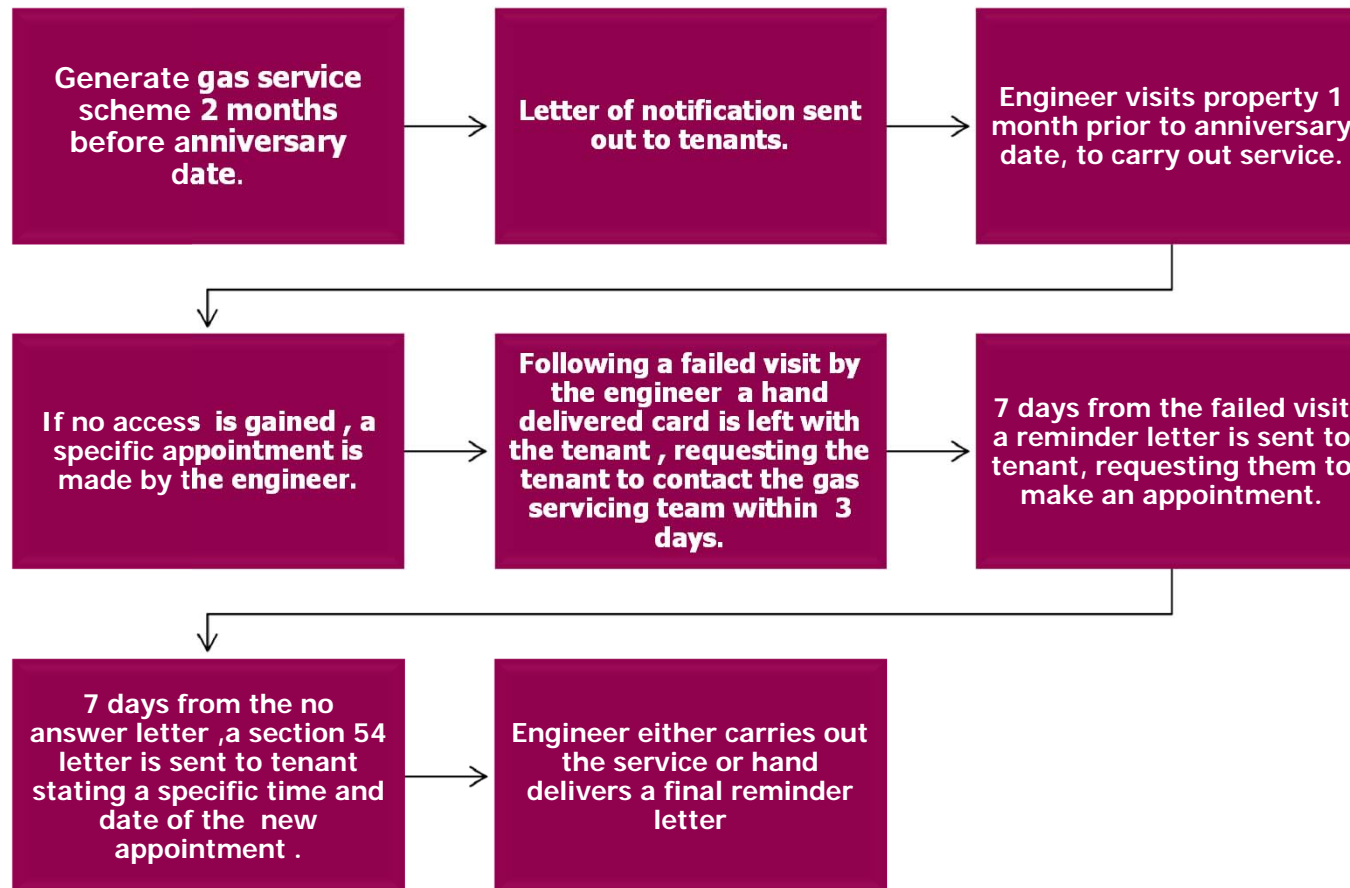 Generate gas service
scheme 2 months
before anniversary
date.
Letter of notification sent
out to tenants.
Engineer visits property 1
month prior to anniversary
date, to carry out service.
If no access is gained , a
specific appointment is
made by the engineer.
Following a failed visit by
the engineer a hand
delivered card is left with
the tenant , requesting the
tenant to contact the gas
servicing team within 3
days.
7 days from the failed visit
a reminder letter is sent to
tenant, requesting them to
make an appointment.
7 days from the no
answer letter ,a section 54
letter is sent to tenant
stating a specific time and
date of the new
appointment .
Engineer either carries out
the service or hand
delivers a final reminder
letter